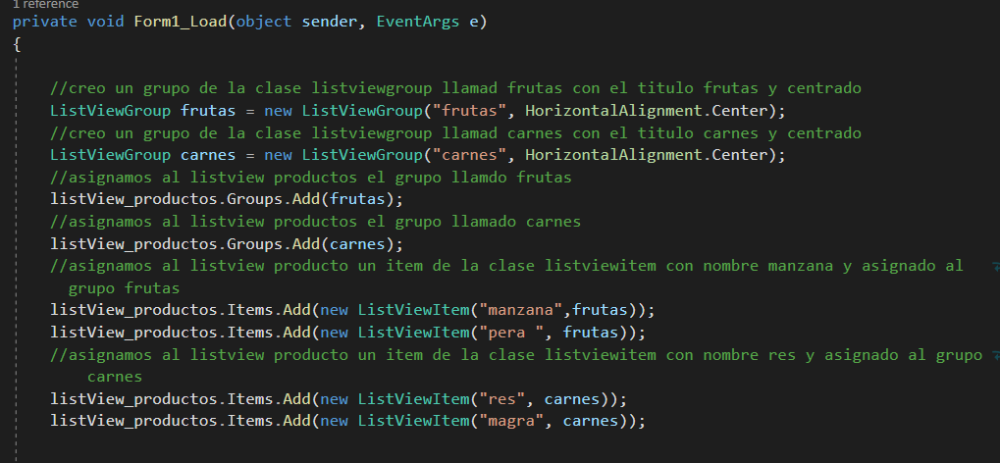 1 reference
private void Form1_Load(object sender, EventArgs e)
{
//creo un grupo de la clase listviewgroup llamad frutas con el titulo frutas y centrado
ListViewGroup frutas = new ListViewGroup("frutas", HorizontalAlignment.Center);
//creo un grupo de la clase listviewgroup llamad carnes con el titulo carnes y centrado
ListViewGroup carnes = new ListViewGroup("carnes", HorizontalAlignment.Center);
//asignamos al listview productos el grupo llamdo frutas
listView_productos.Groups.Add(frutas);
//asignamos al listview productos el grupo llamado carnes
listView_productos.Groups.Add(carnes);
//asignamos al listview producto un item de la clase listviewitem con nombre manzana y asignado al
grupo frutas
listView_productos.Items.Add(new ListViewItem("manzana",frutas));
listView_productos.Items.Add(new ListViewItem("pera ", frutas));
//asignamos al listview producto un item de la clase listviewitem con nombre res y asignado al grupo
carnes
listView_productos.Items.Add(new ListViewItem("res", carnes));
listView_productos.Items.Add(new ListViewItem("magra", carnes));